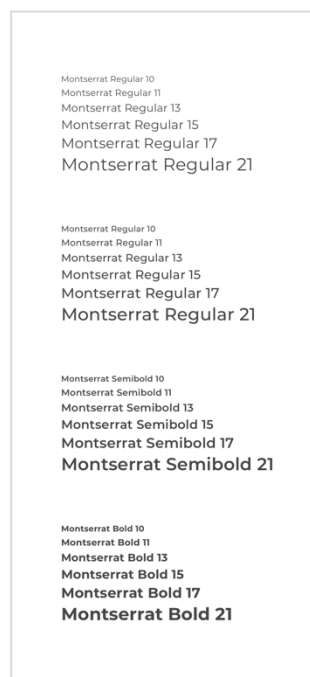 Montserrat Regular 10
Montserrat Regular 11
Montserrat Regular 13
Montserrat Regular 15
Montserrat Regular 17
Montserrat Regular 21
Montserrat Regular 10
Montserrat Regular 11
Montserrat Regular 13
Montserrat Regular 15
Montserrat Regular 17
Montserrat Regular 21
Montserrat Semibold 10
Montserrat Semibold 11
Montserrat Semibold 13
Montserrat Semibold 15
Montserrat Semibold 17
Montserrat Semibold 21
Montserrat Bold 10
Montserrat Bold 11
Montserrat Bold 13
Montserrat Bold 15
Montserrat Bold 17
Montserrat Bold 21